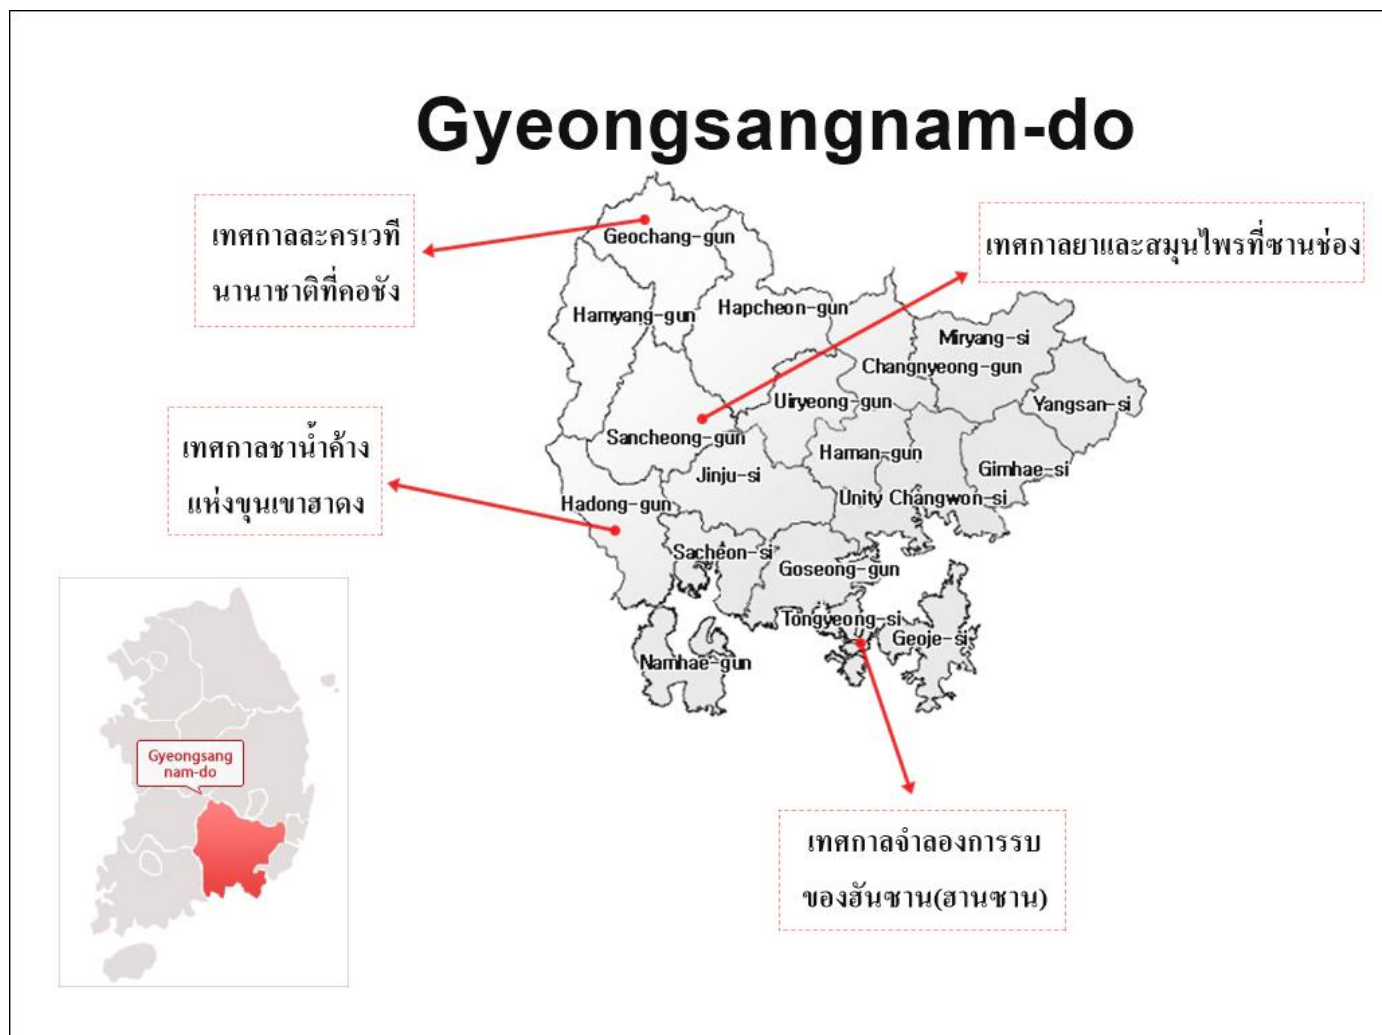 Gyeongsangnam-do
เทศกาลละครเวที
นานาชาติที่คอชัง
เทศกาลยาและสมุนไพรที่ซานช่อง
เทศกาลชาน้ำค้าง
แห่งขุนเขาฮาดง
Geochang-gun
Hamyang-gun
Hapcheon-gun
Miryang-si
Changnyeong-gun
Uiryeong-gun
Yangsan-si
Sancheong-gun
Haman-gun
Jinju-si
Gimhae-si
Hadong-gun
Unity Changwon-si
Sacheon-si
Goseong-gun
Tongyeong-si
Geoje-si
Namhae-gun
Gyeongsang
nam-do
เทศกาลจำลองการรบ
ของฮันซาน(ฮานซาน)